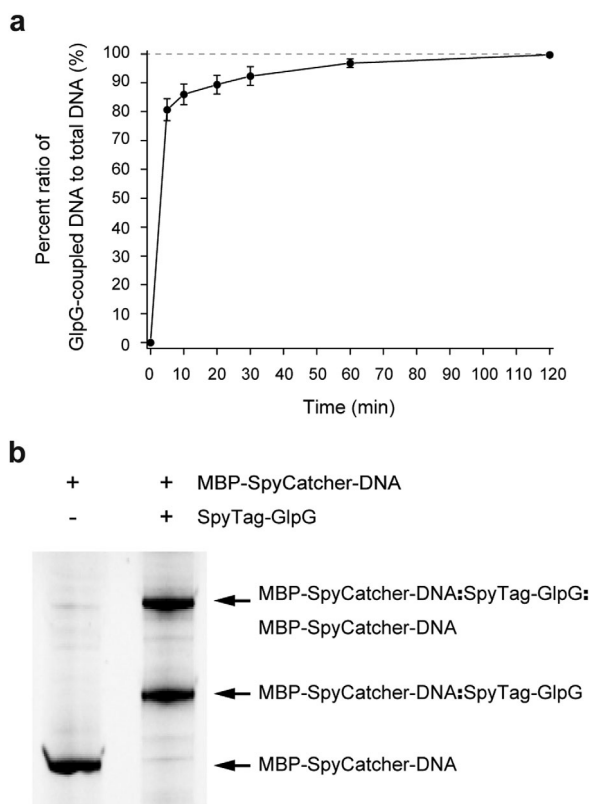 a
Percent ratio of
GlpG-coupled DNA to total DNA (%)
100
90
80
70
60
50
40
30
20
10
0
0 10 20 30 40 50 60 70 80 90 100 110 120
Time (min)
b
+ + MBP-SpyCatcher-DNA
- + SpyTag-GlpG
MBP-SpyCatcher-DNA:SpyTag-GlpG:
MBP-SpyCatcher-DNA
MBP-SpyCatcher-DNA:SpyTag-GlpG
MBP-SpyCatcher-DNA